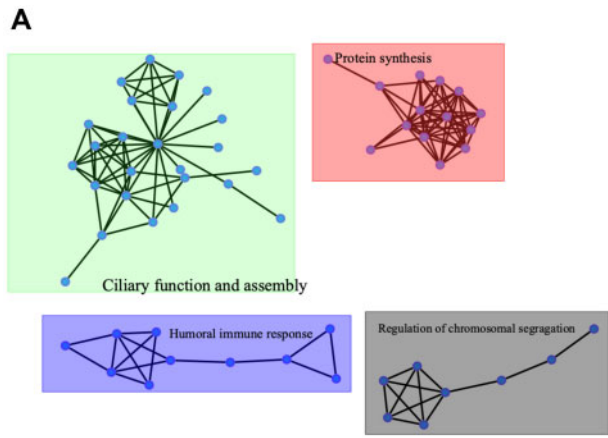 A
Protein synthesis
Ciliary function and assembly
Humoral immune response
Regulation of chromosomal segragation